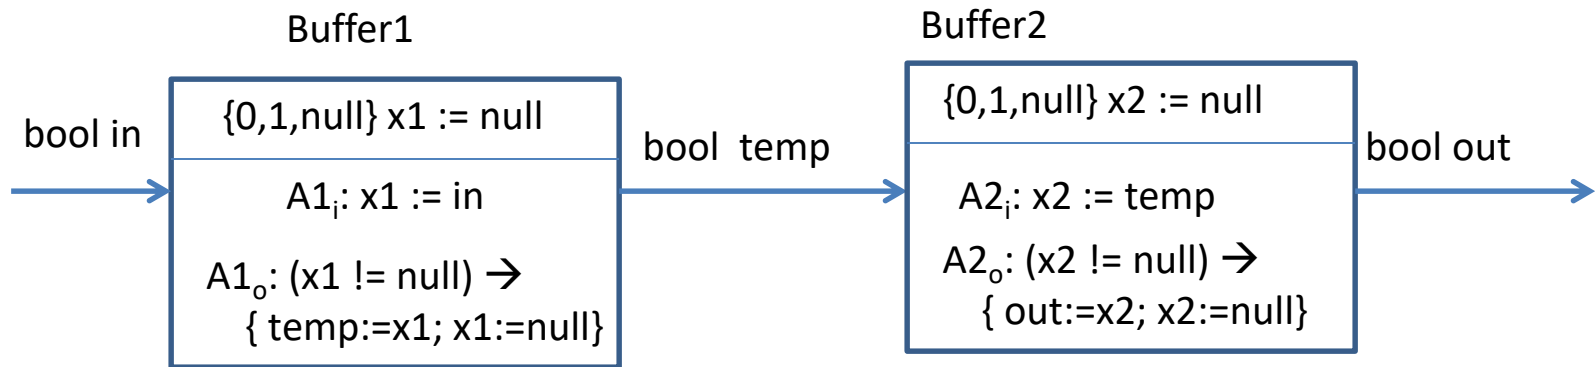 Buffer1
Buffer2
bool in
{0,1,null} x1 := null
A1i: x1 := in
A1o: (x1 != null) →
{ temp:=x1; x1:=null}
bool temp
{0,1,null} x2 := null
A2i: x2 := temp
A2o: (x2 != null) →
{ out:=x2; x2:=null}
bool out